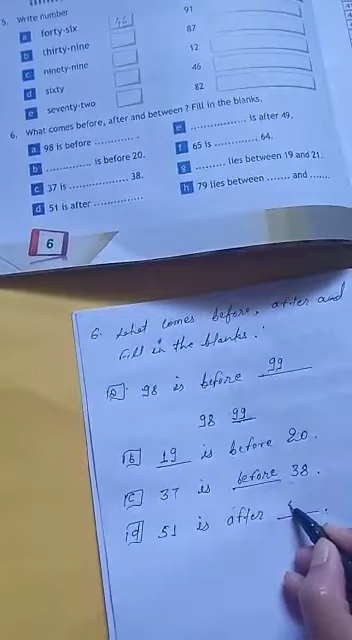 5. Write number
a forty-six 46
b thirty-nine
c ninety-nine
d sixty
e seventy-two
91
87
12
46
82
6. What comes before, after and between ? Fill in the blanks.
a 98 is before ..............
b .............. is before 20.
c 37 is .................. 38.
d 51 is after ...............
e ................. is after 49.
f 65 is ................ 64.
g ......... lies between 19 and 21.
h 79 lies between ....... and ......
6
6. What comes before, after and
Fill in the blanks.
a 98 is before 99
98 99
b 19 is before 20.
c 37 is before 38.
d 51 is after ____.